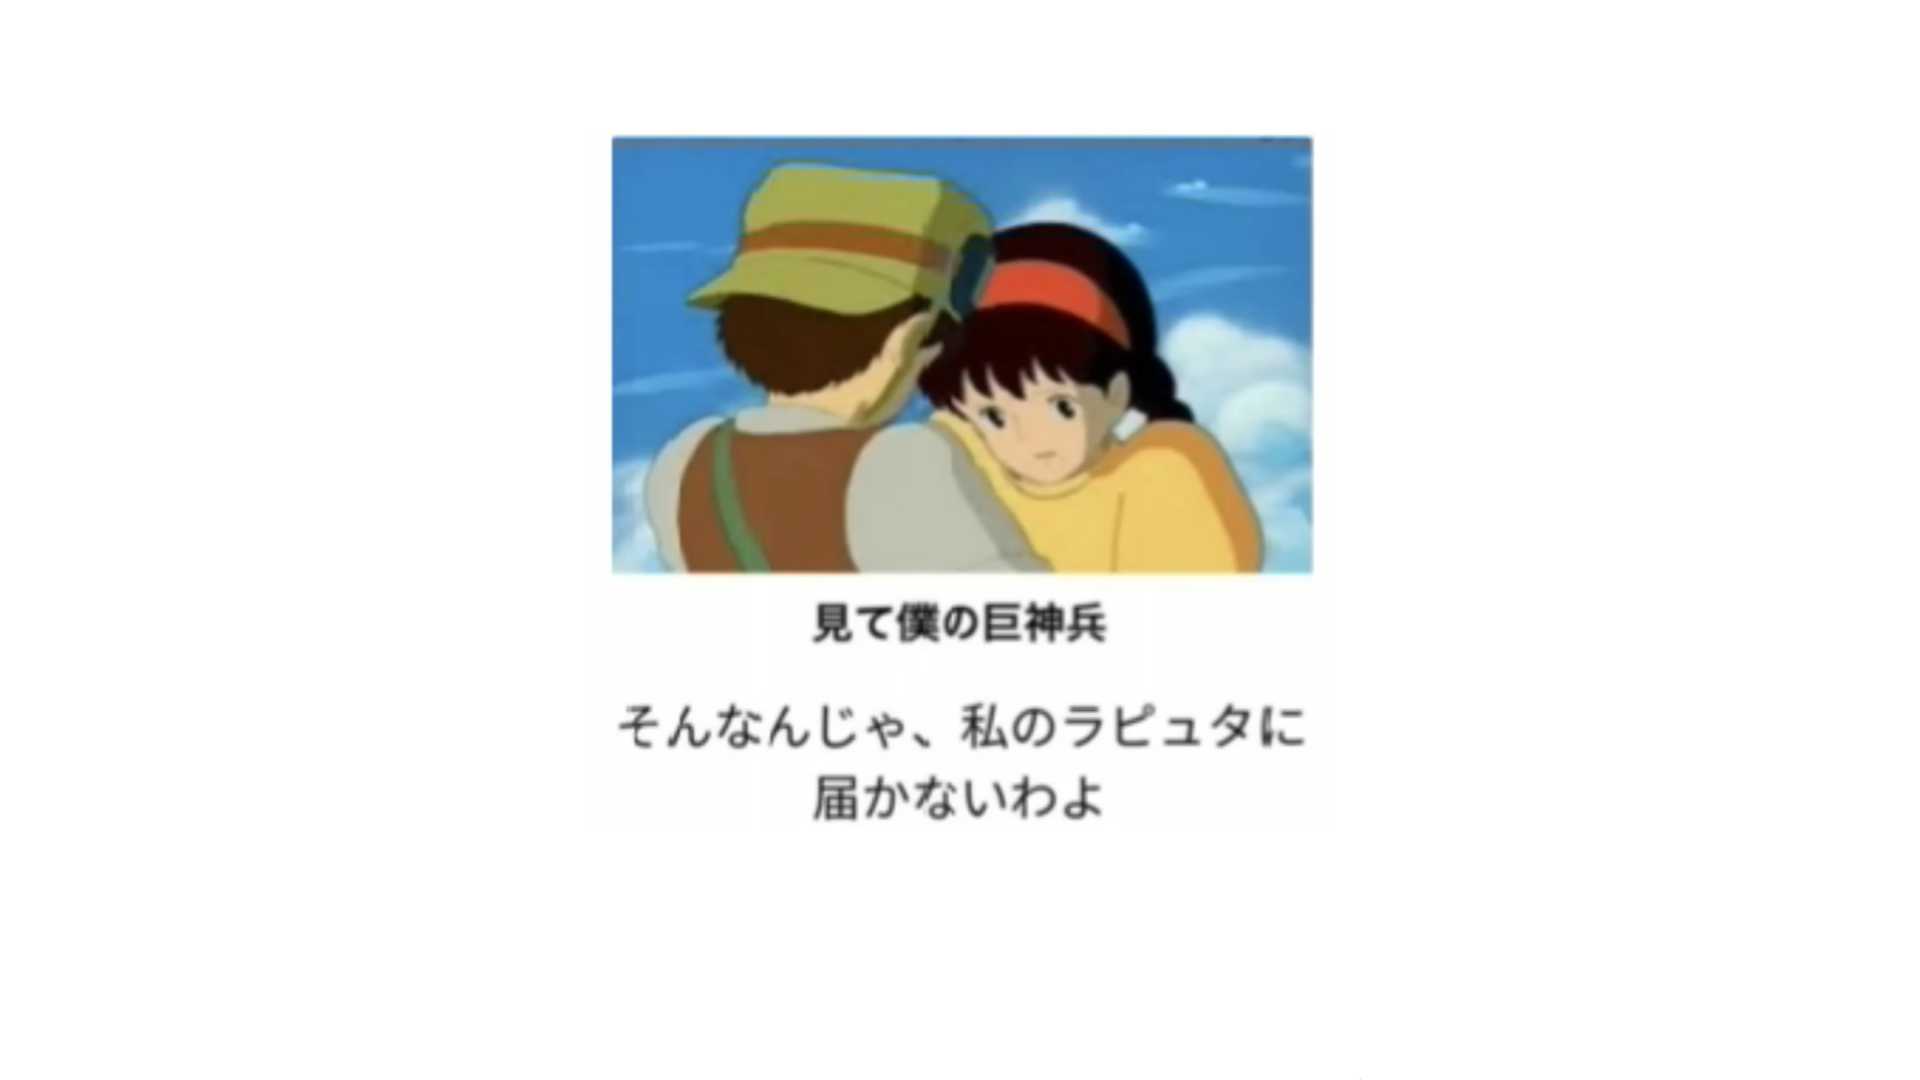 見て僕の巨神兵
そんなんじゃ、私のラピュタに
届かないわよ